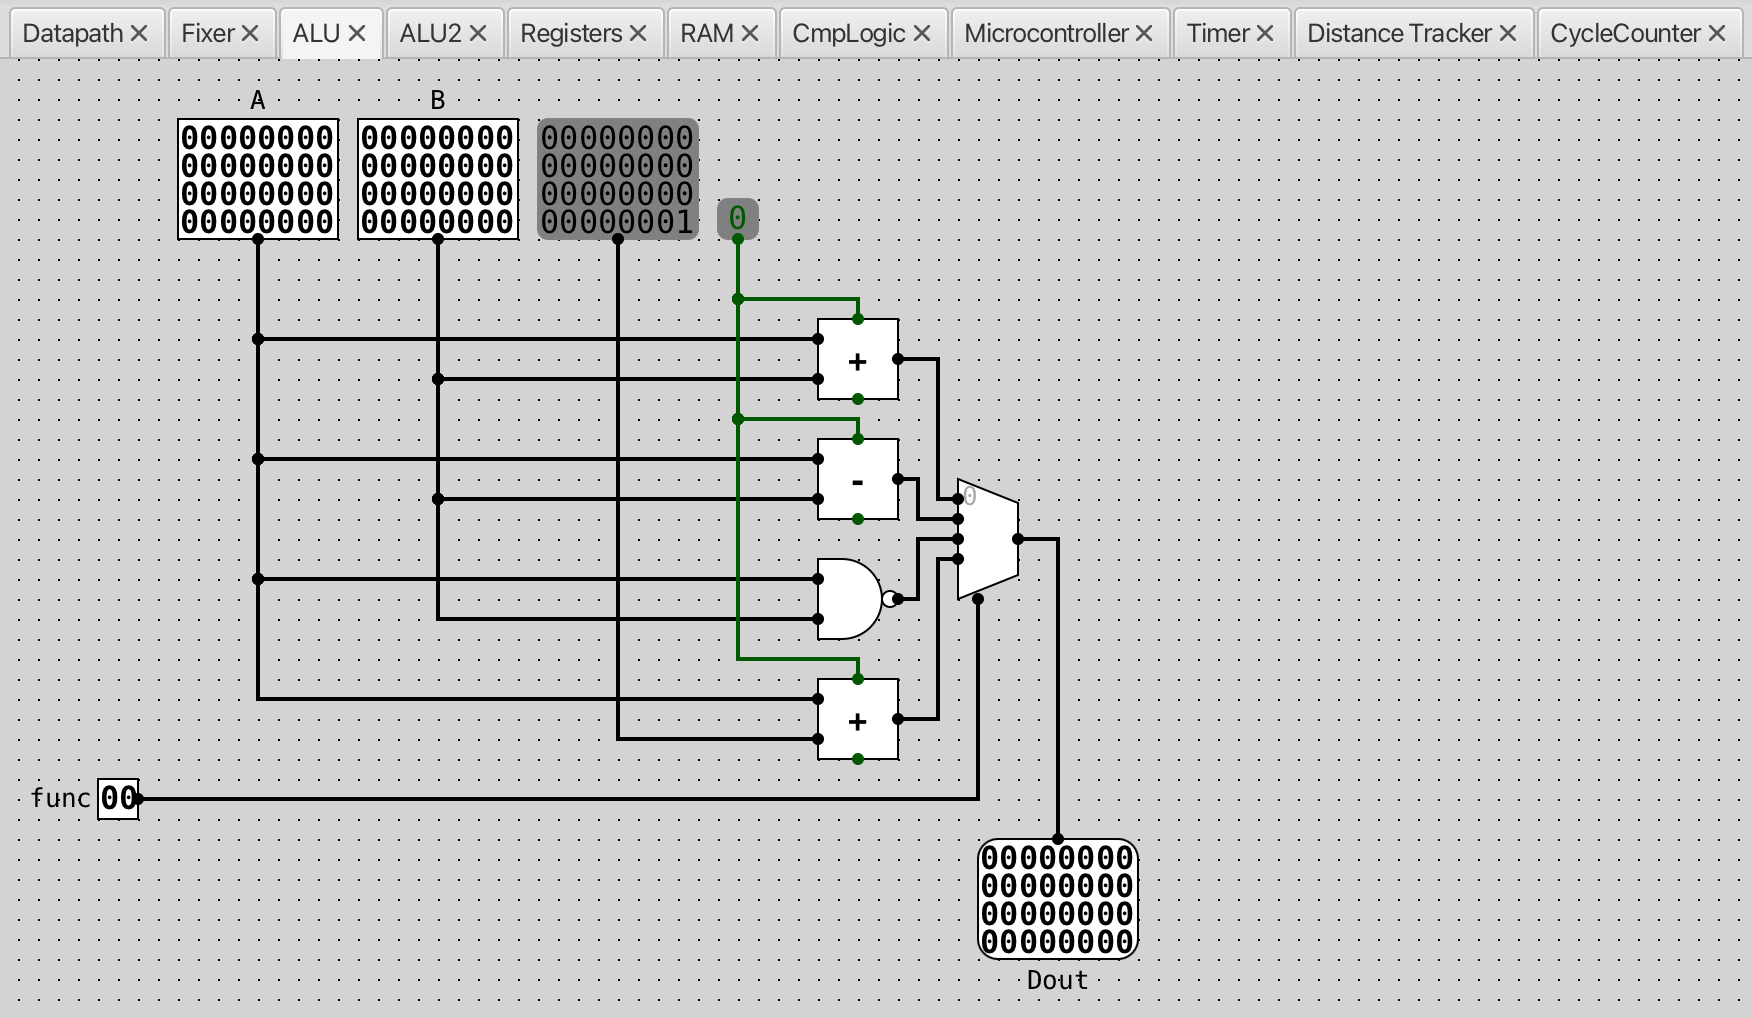 Datapath × Fixer × ALU × ALU2 × Registers × RAM × CmpLogic × Microcontroller × Timer × Distance Tracker × CycleCounter ×
A B
00000000 00000000 00000000
00000000 00000000 00000000
00000000 00000000 00000000
00000000 00000000 00000001 0
+
-
0
+
func 00
00000000
00000000
00000000
00000000
Dout